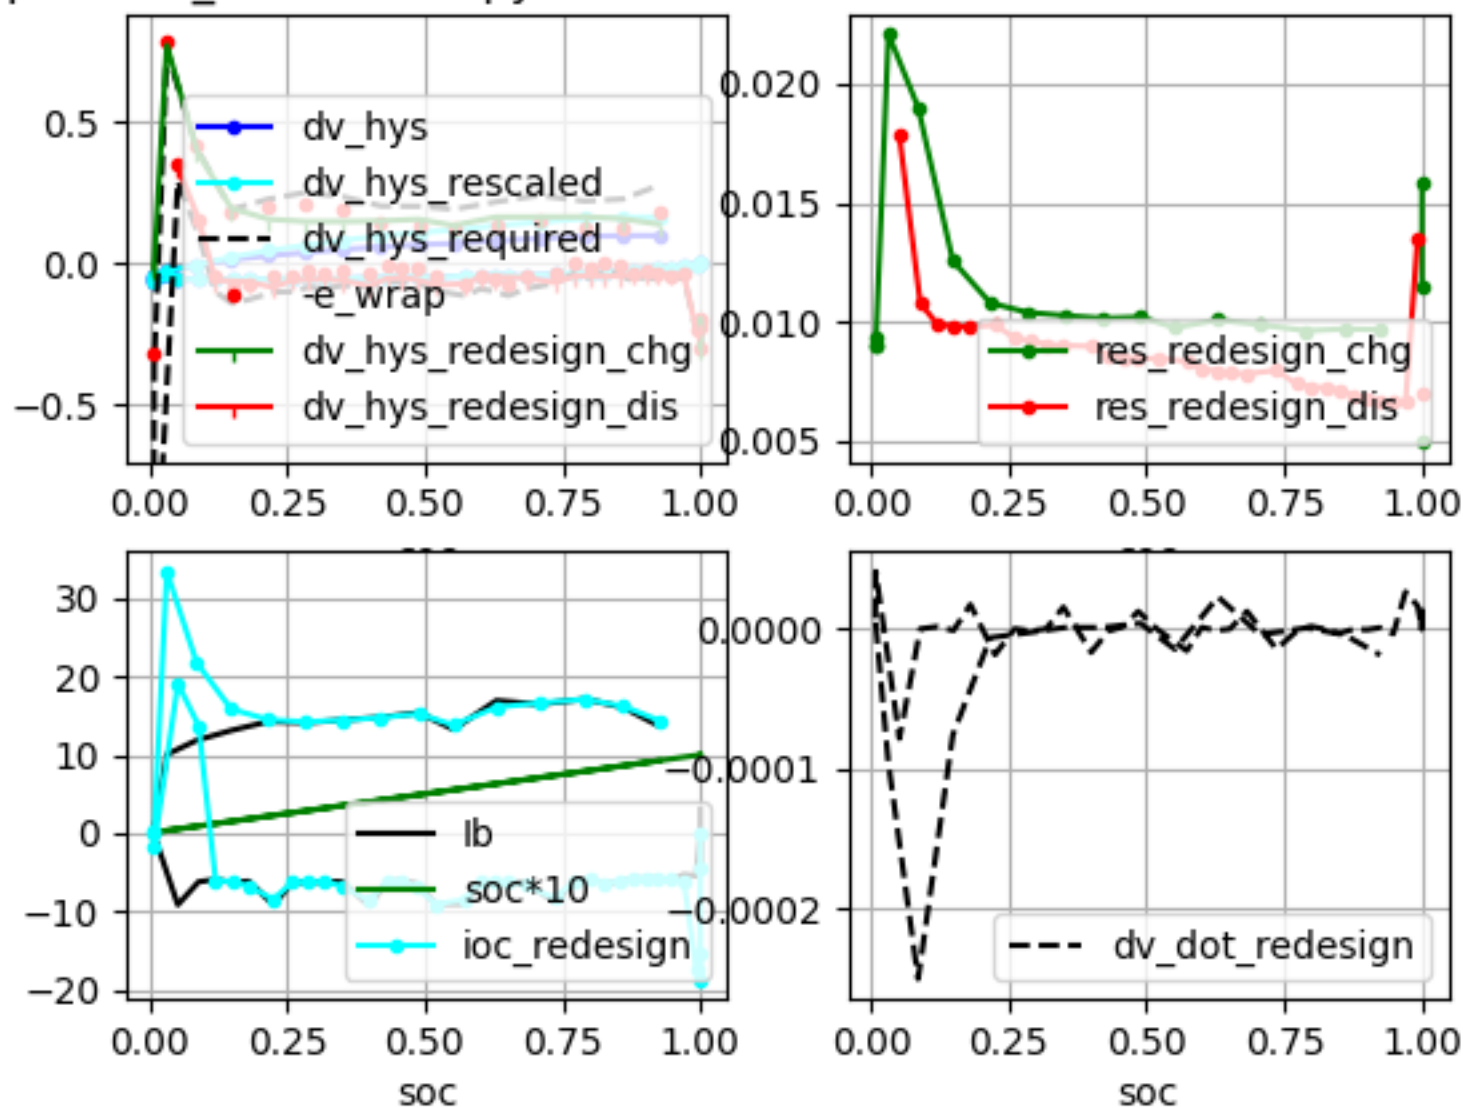 0.5
0.0
−0.5
dv_hys
dv_hys_rescaled
dv_hys_required
-e_wrap
dv_hys_redesign_chg
dv_hys_redesign_dis
0.00 0.25 0.50 0.75 1.00
0.020
0.015
0.010
0.005
res_redesign_chg
res_redesign_dis
0.00 0.25 0.50 0.75 1.00
30
20
10
0
−10
−20
Ib
soc*10
ioc_redesign
0.00 0.25 0.50 0.75 1.00
soc
0.0000
−0.0001
−0.0002
dv_dot_redesign
0.00 0.25 0.50 0.75 1.00
soc